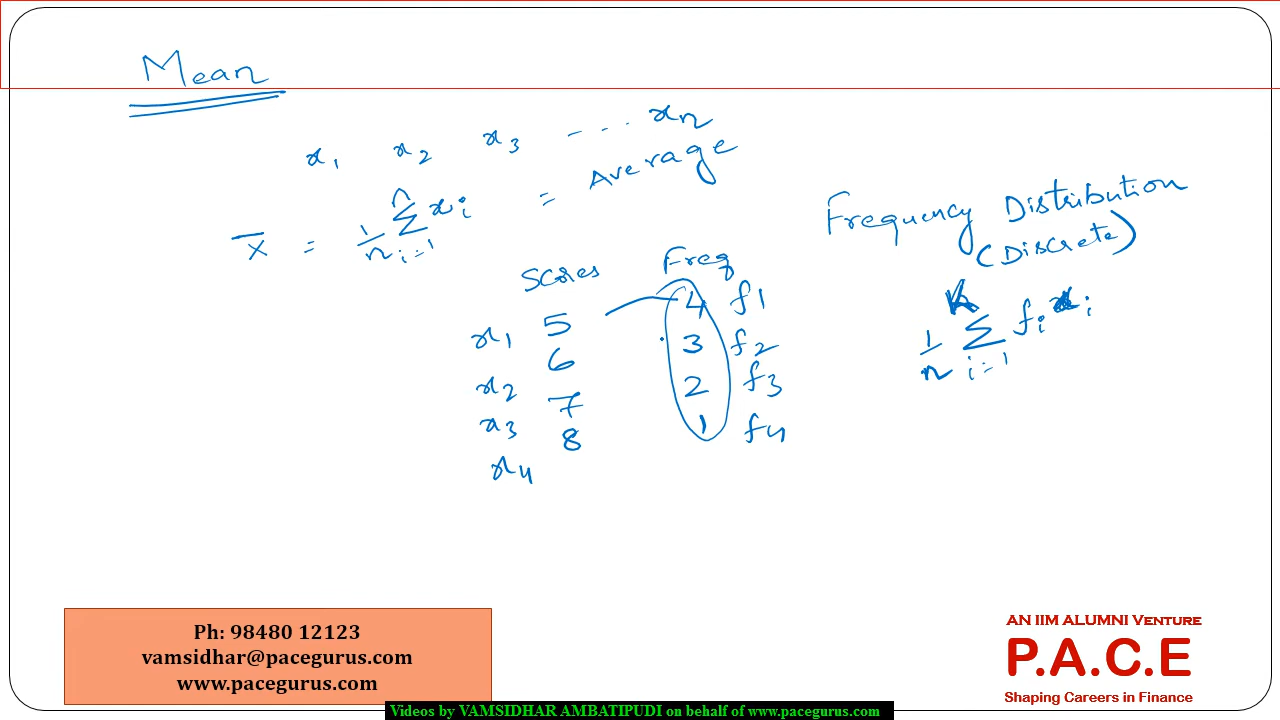 Mean
x1 x2 x3 - - - . xn
x̄ = 1/n Σ i=1 n xi = Average
Frequency Distribution
(Discrete)
Scores Freq
x1 5 4 f1
x2 6 3 f2
x3 7 2 f3
x4 8 1 f4
1/n Σ i=1 k fi xi
Ph: 98480 12123
vamsidhar@pacegurus.com
www.pacegurus.com
AN IIM ALUMNI VENTURE
P.A.C.E
Shaping Careers in Finance
Videos by VAMSIDHAR AMBATIPUDI on behalf of www.pacegurus.com